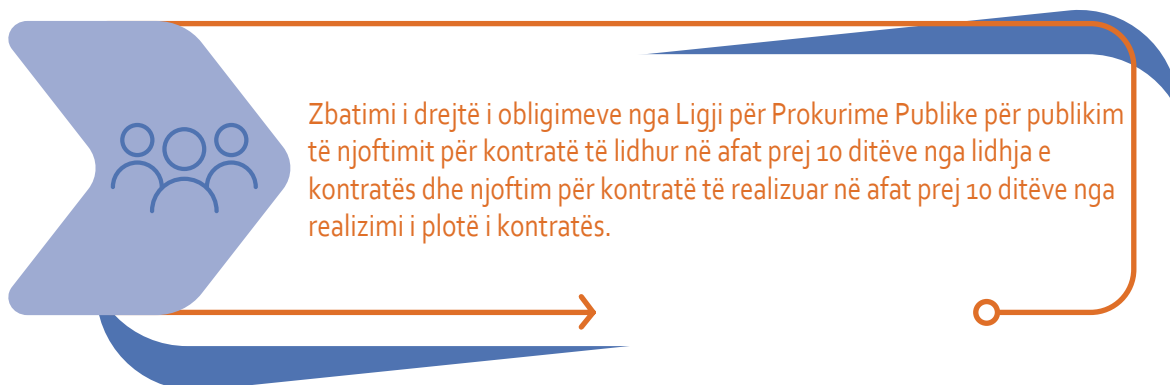 Zbatimi i drejtë i obligimeve nga Ligji për Prokurime Publike për publikim
të njoftimit për kontratë të lidhur në afat prej 10 ditëve nga lidhja e
kontratës dhe njoftim për kontratë të realizuar në afat prej 10 ditëve nga
realizimi i plotë i kontratës.